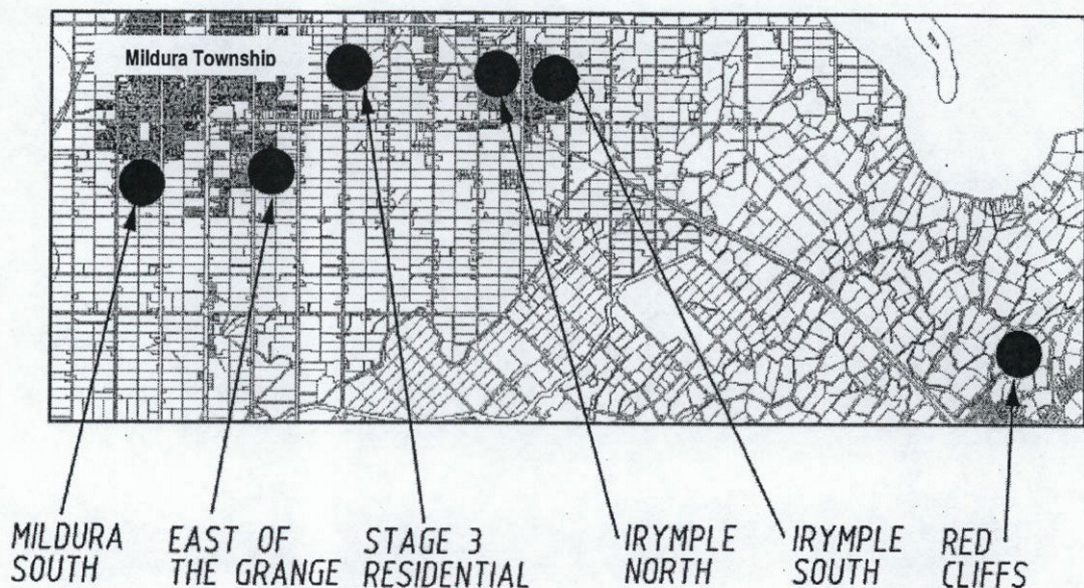 Mildura Township
MILDURA
SOUTH
EAST OF
THE GRANGE
STAGE 3
RESIDENTIAL
IRYMPLE
NORTH
IRYMPLE
SOUTH
RED
CLIFFS